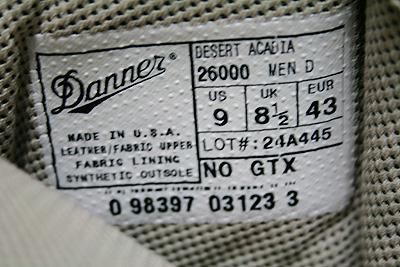 Danner
DESERT ACADIA
26000 MEN D
US UK EUR
9 8½ 43
LOT#: 24A445
MADE IN U.S.A.
LEATHER/FABRIC UPPER
FABRIC LINING
SYNTHETIC OUTSOLE
NO GTX
0 98397 03123 3